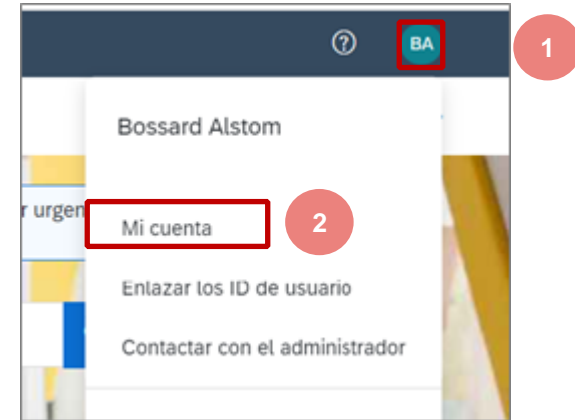 BA
1
Bossard Alstom
r urgen
Mi cuenta
2
Enlazar los ID de usuario
Contactar con el administrador